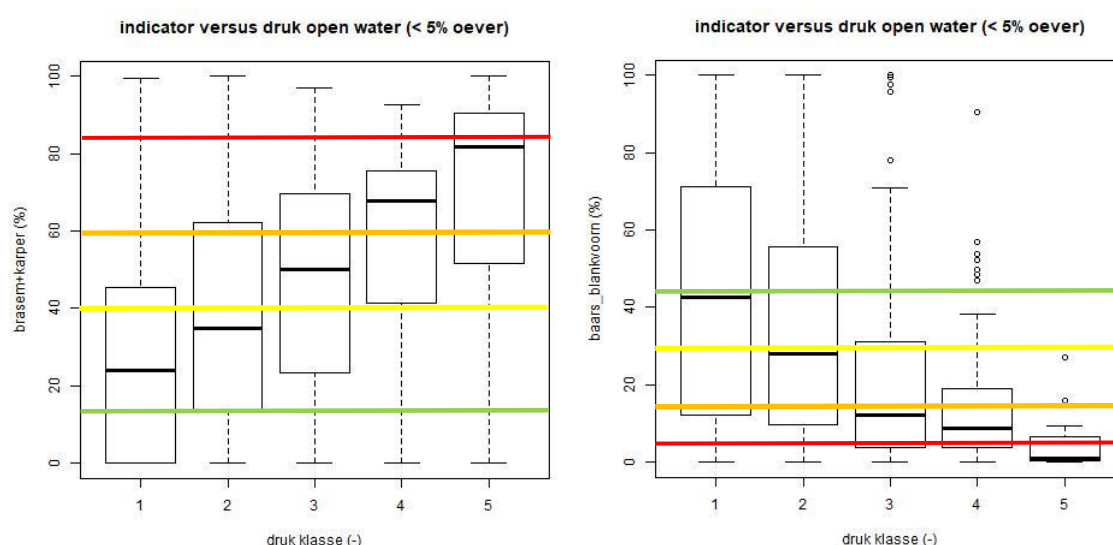 indicator versus druk open water (< 5% oever)
brasem+karper (%)
100
80
60
40
20
0
1 2 3 4 5
druk klasse (-)
indicator versus druk open water (< 5% oever)
baars_blankvoorn (%)
100
80
60
40
20
0
1 2 3 4 5
druk klasse (-)